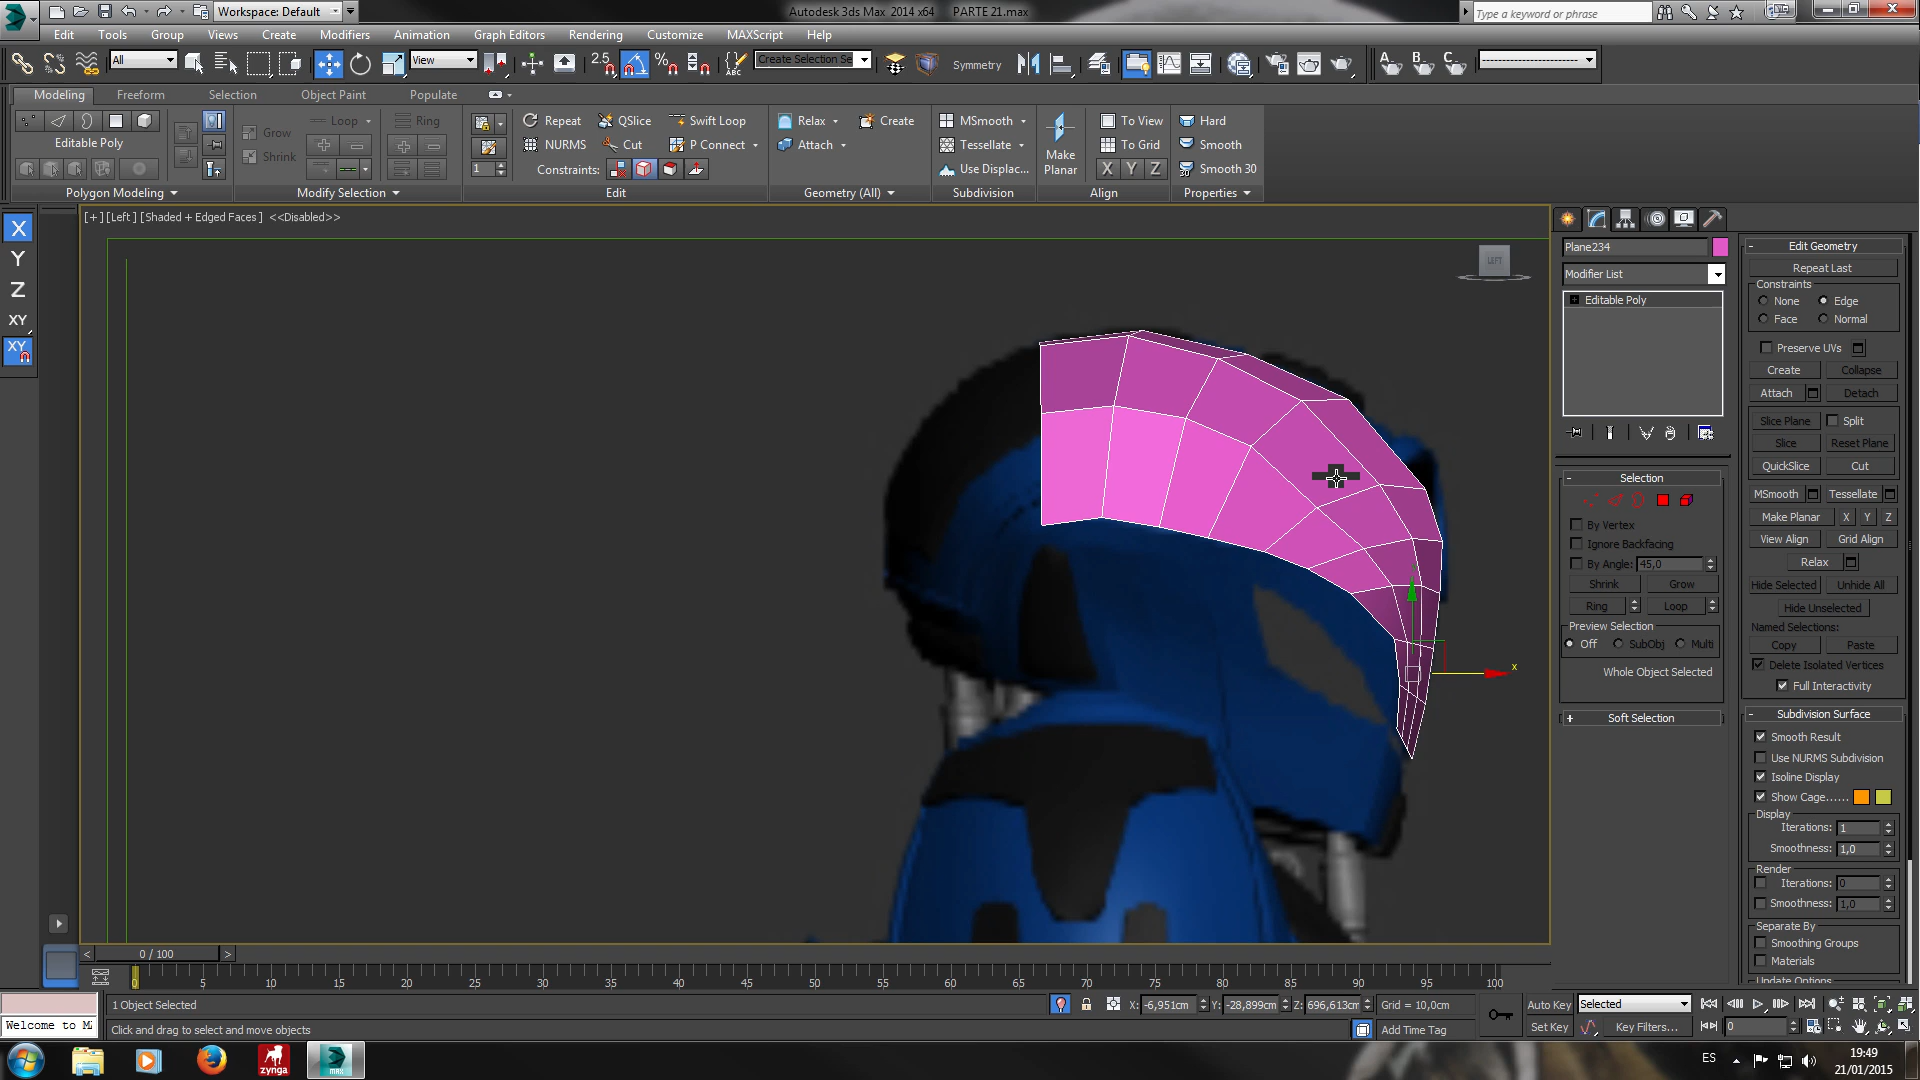 Workspace: Default
Autodesk 3ds Max 2014 x64    PARTE 21.max
Type a keyword or phrase
Edit Tools Group Views Create Modifiers Animation Graph Editors Rendering Customize MAXScript Help
All View 2.5 Create Selection Se Symmetry A B C
Modeling Freeform Selection Object Paint Populate
Loop Ring Repeat QSlice Swift Loop Relax Create MSmooth To View Hard
Editable Poly Grow NURMS Cut P Connect Attach Tessellate Make Planar To Grid Smooth
Shrink 1 Constraints: Use Displac... X Y Z Smooth 30
Polygon Modeling Modify Selection Edit Geometry (All) Subdivision Align Properties
X
Y
Z
XY
XY
[+] [Left ] [Shaded + Edged Faces ] <<Disabled>>
LEFT
x
Plane234
Modifier List
Editable Poly
- Selection
By Vertex
Ignore Backfacing
By Angle: 45,0
Shrink Grow
Ring Loop
Preview Selection
Off SubObj Multi
Whole Object Selected
+ Soft Selection
- Edit Geometry
Repeat Last
Constraints
None Edge
Face Normal
Preserve UVs
Create Collapse
Attach Detach
Slice Plane Split
Slice Reset Plane
QuickSlice Cut
MSmooth Tessellate
Make Planar X Y Z
View Align Grid Align
Relax
Hide Selected Unhide All
Hide Unselected
Named Selections:
Copy Paste
Delete Isolated Vertices
Full Interactivity
- Subdivision Surface
Smooth Result
Use NURMS Subdivision
Isoline Display
Show Cage......
Display
Iterations: 1
Smoothness: 1,0
Render
Iterations: 0
Smoothness: 1,0
Separate By
Smoothing Groups
Materials
Update Options
< 0 / 100 >
0 5 10 15 20 25 30 35 40 45 50 55 60 65 70 75 80 85 90 95 100
1 Object Selected X: -6,951cm Y: -28,899cm Z: 696,613cm Grid = 10,0cm Auto Key Selected
Welcome to MA Click and drag to select and move objects Add Time Tag Set Key Key Filters... 0
zynga MAX
ES 19:49
21/01/2015